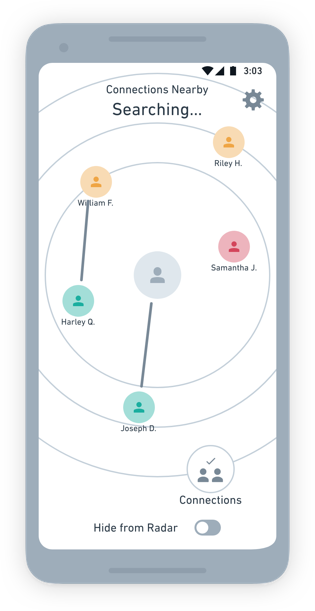 3:03
Connections Nearby
Searching...
Riley H.
William F.
Samantha J.
Harley Q.
Joseph D.
Connections
Hide from Radar